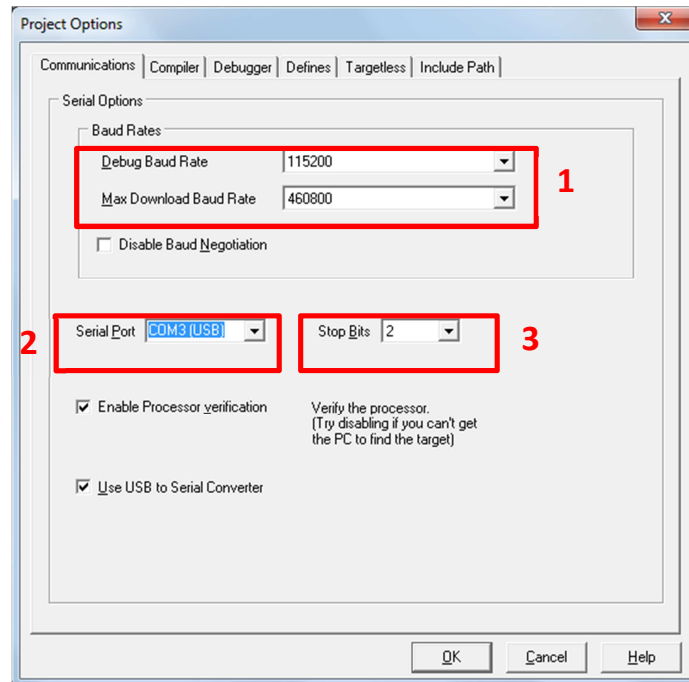 Project Options
Communications Compiler Debugger Defines Targetless Include Path
Serial Options
Baud Rates
Debug Baud Rate 115200
1
Max Download Baud Rate 460800
Disable Baud Negotiation
2 Serial Port COM3 (USB) Stop Bits 2 3
Enable Processor verification Verify the processor.
(Try disabling if you can't get
the PC to find the target)
Use USB to Serial Converter
OK Cancel Help